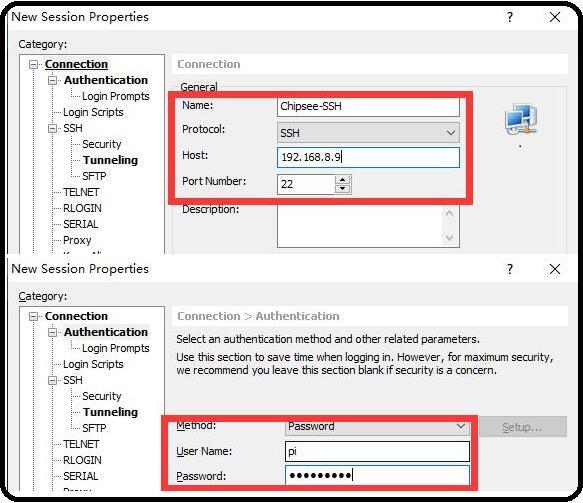 New Session Properties
?
Category:
Connection
Authentication
Login Prompts
Login Scripts
SSH
Security
Tunneling
SFTP
TELNET
RLOGIN
SERIAL
Proxy
Connection
General
Name: Chipsee-SSH
Protocol: SSH
Host: 192.168.8.9
Port Number: 22
Description:
New Session Properties
?
Category:
Connection
Authentication
Login Prompts
Login Scripts
SSH
Security
Tunneling
SFTP
TELNET
RLOGIN
SERIAL
Proxy
Connection > Authentication
Select an authentication method and other related parameters.
Use this section to save time when logging in. However, for maximum security,
we recommend you leave this section blank if security is a concern.
Method: Password
Setup...
User Name: pi
Password: ●●●●●●●●●